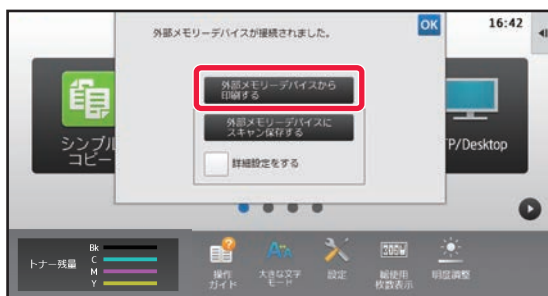 外部メモリーデバイスが接続されました。
OK
16:42
外部メモリーデバイスから
印刷する
外部メモリーデバイスに
スキャン保存する
詳細設定をする
シンプル
コピー
P/Desktop
トナー残量
Bk
C
M
Y
操作
ガイド
大きな文字
モード
設定
紙使用
枚数表示
明度調整